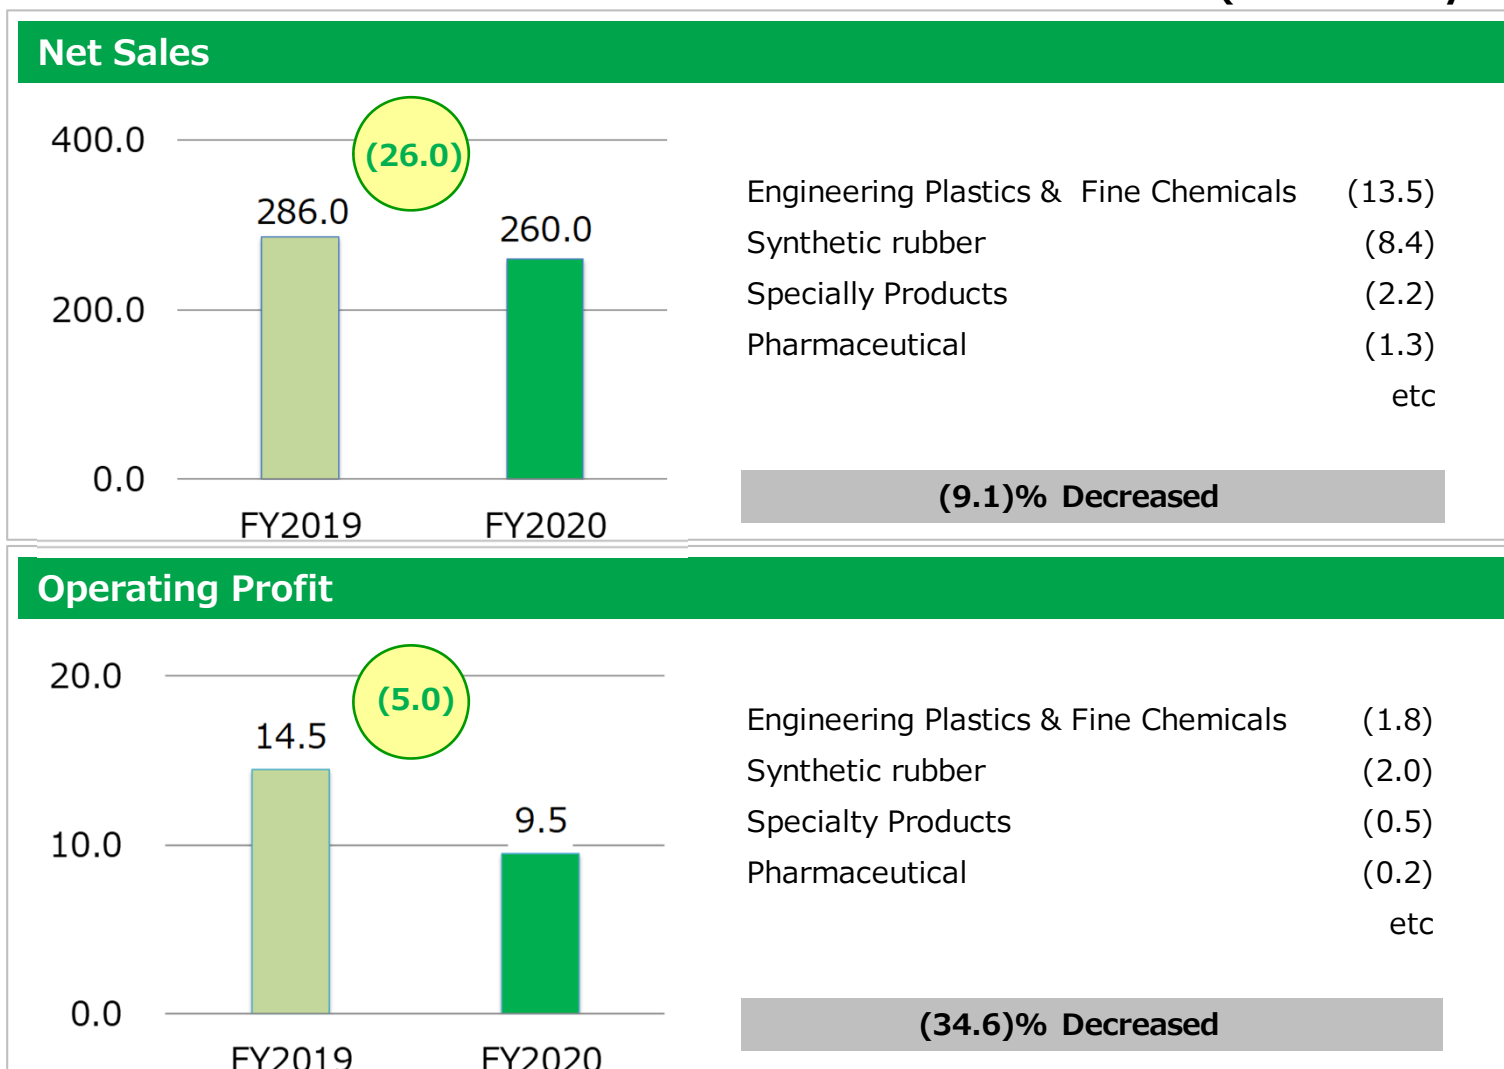 Net Sales
400.0
(26.0)
286.0
260.0
200.0
0.0
FY2019 FY2020
Engineering Plastics & Fine Chemicals (13.5)
Synthetic rubber (8.4)
Specially Products (2.2)
Pharmaceutical (1.3)
etc
(9.1)% Decreased
Operating Profit
20.0
(5.0)
14.5
9.5
10.0
0.0
FY2019 FY2020
Engineering Plastics & Fine Chemicals (1.8)
Synthetic rubber (2.0)
Specialty Products (0.5)
Pharmaceutical (0.2)
etc
(34.6)% Decreased